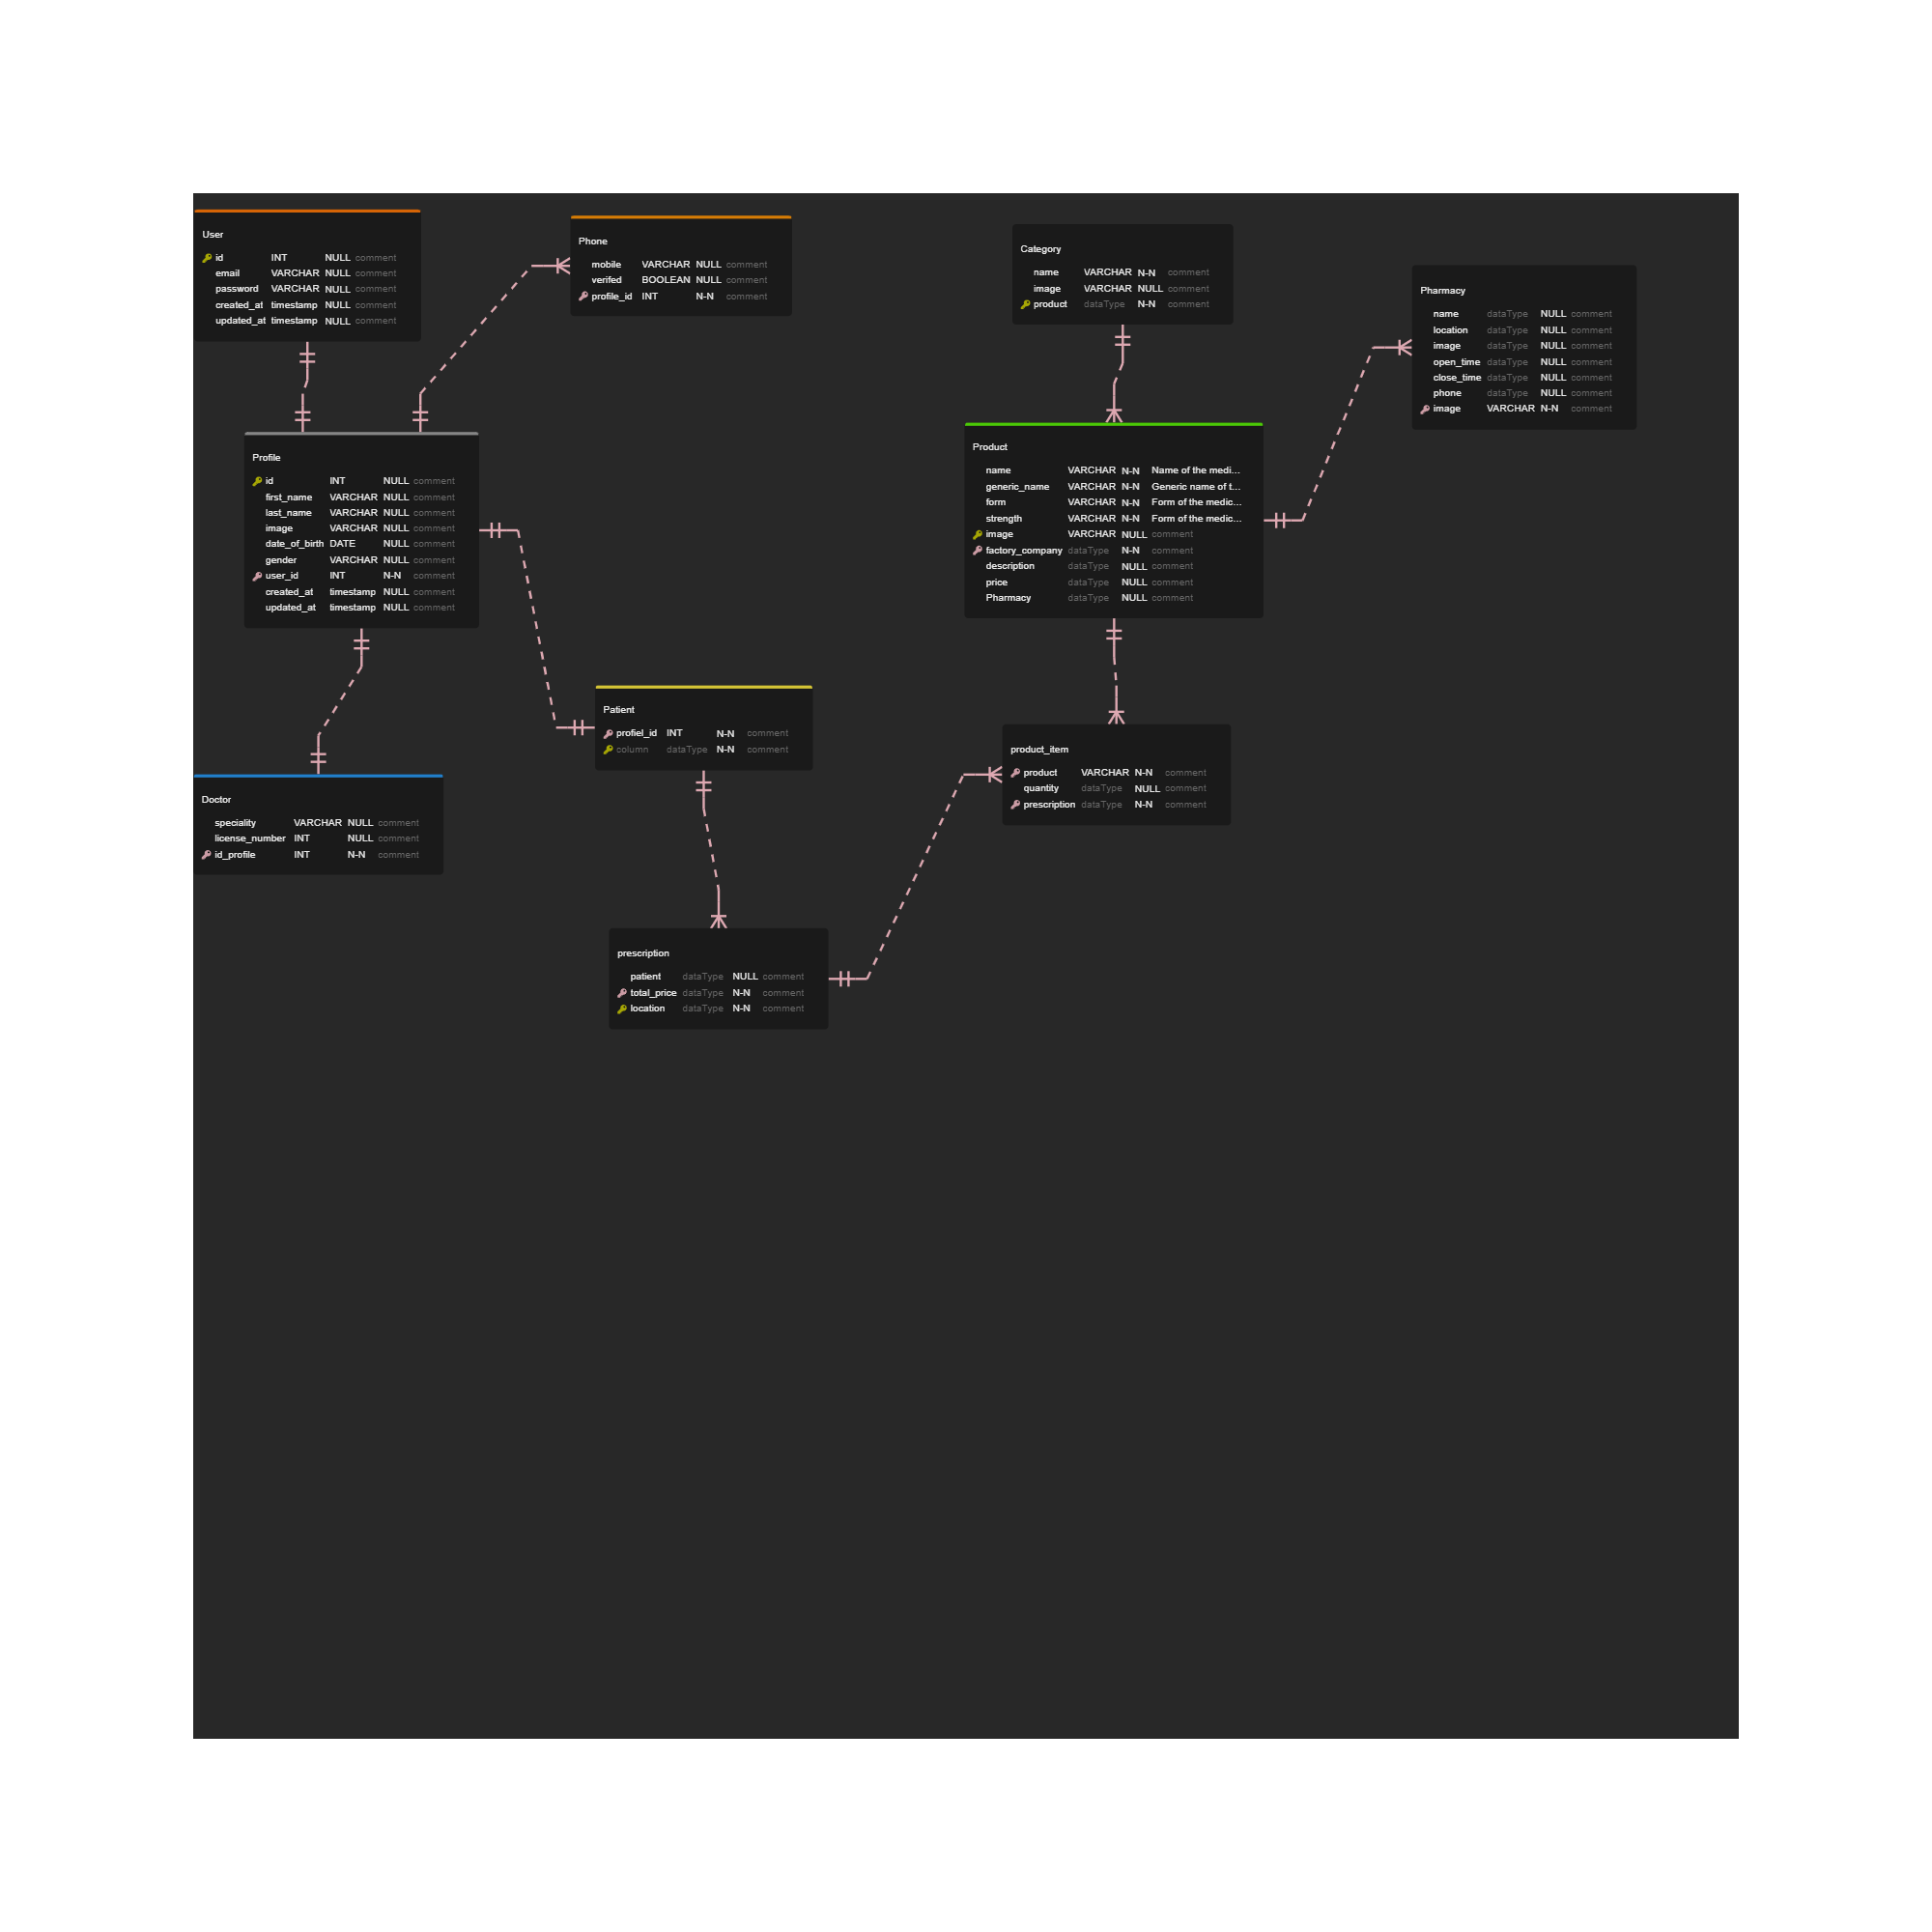 User
id INT NULL comment
email VARCHAR NULL comment
password VARCHAR NULL comment
created_at timestamp NULL comment
updated_at timestamp NULL comment
Phone
mobile VARCHAR NULL comment
verifed BOOLEAN NULL comment
profile_id INT N-N comment
Category
name VARCHAR N-N comment
image VARCHAR NULL comment
product dataType N-N comment
Pharmacy
name dataType NULL comment
location dataType NULL comment
image dataType NULL comment
open_time dataType NULL comment
close_time dataType NULL comment
phone dataType NULL comment
image VARCHAR N-N comment
Profile
id INT NULL comment
first_name VARCHAR NULL comment
last_name VARCHAR NULL comment
image VARCHAR NULL comment
date_of_birth DATE NULL comment
gender VARCHAR NULL comment
user_id INT N-N comment
created_at timestamp NULL comment
updated_at timestamp NULL comment
Product
name VARCHAR N-N Name of the medi...
generic_name VARCHAR N-N Generic name of t...
form VARCHAR N-N Form of the medic...
strength VARCHAR N-N Form of the medic...
image VARCHAR NULL comment
factory_company dataType N-N comment
description dataType NULL comment
price dataType NULL comment
Pharmacy dataType NULL comment
Patient
profiel_id INT N-N comment
column dataType N-N comment
product_item
product VARCHAR N-N comment
quantity dataType NULL comment
prescription dataType N-N comment
Doctor
speciality VARCHAR NULL comment
license_number INT NULL comment
id_profile INT N-N comment
prescription
patient dataType NULL comment
total_price dataType N-N comment
location dataType N-N comment